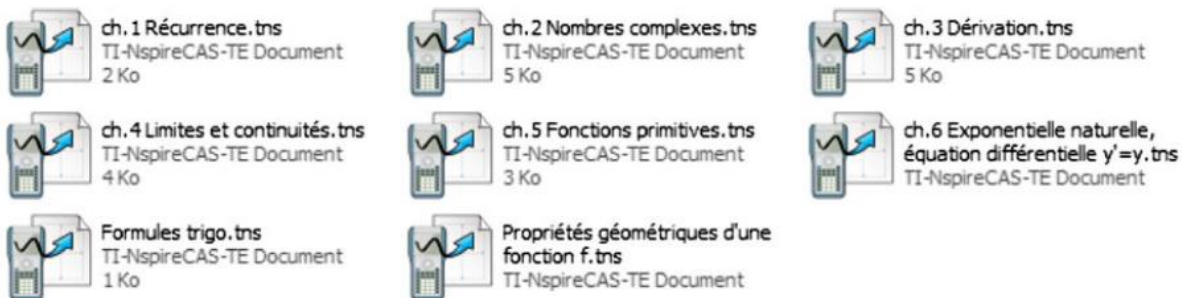 ch.1 Récurrence.tns
TI-NspireCAS-TE Document
2 Ko
ch.2 Nombres complexes.tns
TI-NspireCAS-TE Document
5 Ko
ch.3 Dérivation.tns
TI-NspireCAS-TE Document
5 Ko
ch.4 Limites et continuités.tns
TI-NspireCAS-TE Document
4 Ko
ch.5 Fonctions primitives.tns
TI-NspireCAS-TE Document
3 Ko
ch.6 Exponentielle naturelle,
équation différentielle y'=y.tns
TI-NspireCAS-TE Document
Formules trigo.tns
TI-NspireCAS-TE Document
1 Ko
Propriétés géométriques d'une
fonction f.tns
TI-NspireCAS-TE Document